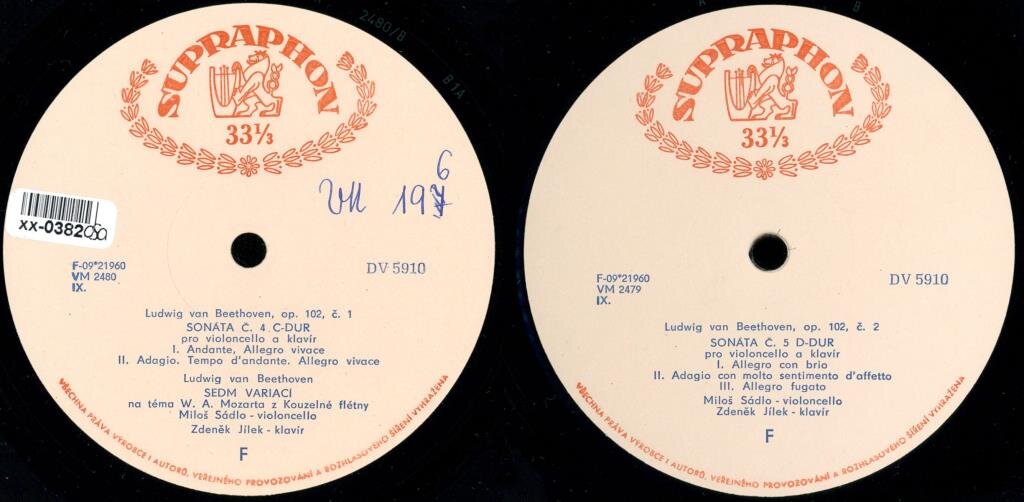 2480/B
B1A
SUPRAPHON
33⅓
VM 1976
xx-0382
F-09*21960
VM 2480
IX.
DV 5910
Ludwig van Beethoven, op. 102, č. 1
SONÁTA Č. 4 C-DUR
pro violoncello a klavír
I. Andante, Allegro vivace
II. Adagio. Tempo d'andante. Allegro vivace
Ludwig van Beethoven
SEDM VARIACÍ
na téma W. A. Mozarta z Kouzelné flétny
Miloš Sádlo - violoncello
Zdeněk Jílek - klavír
F
VŠECHNA PRÁVA VÝROBCE I AUTORŮ, VEŘEJNÉHO PROVOZOVÁNÍ A ROZHLASOVÉHO ŠÍŘENÍ VYHRAŽENA
A
B
SUPRAPHON
33⅓
F-09*21960
VM 2479
IX.
DV 5910
Ludwig van Beethoven, op. 102, č. 2
SONÁTA Č. 5 D-DUR
pro violoncello a klavír
I. Allegro con brio
II. Adagio con molto sentimento d'affetto
III. Allegro fugato
Miloš Sádlo - violoncello
Zdeněk Jílek - klavír
F
VŠECHNA PRÁVA VÝROBCE I AUTORŮ, VEŘEJNÉHO PROVOZOVÁNÍ A ROZHLASOVÉHO ŠÍŘENÍ VYHRAŽENA